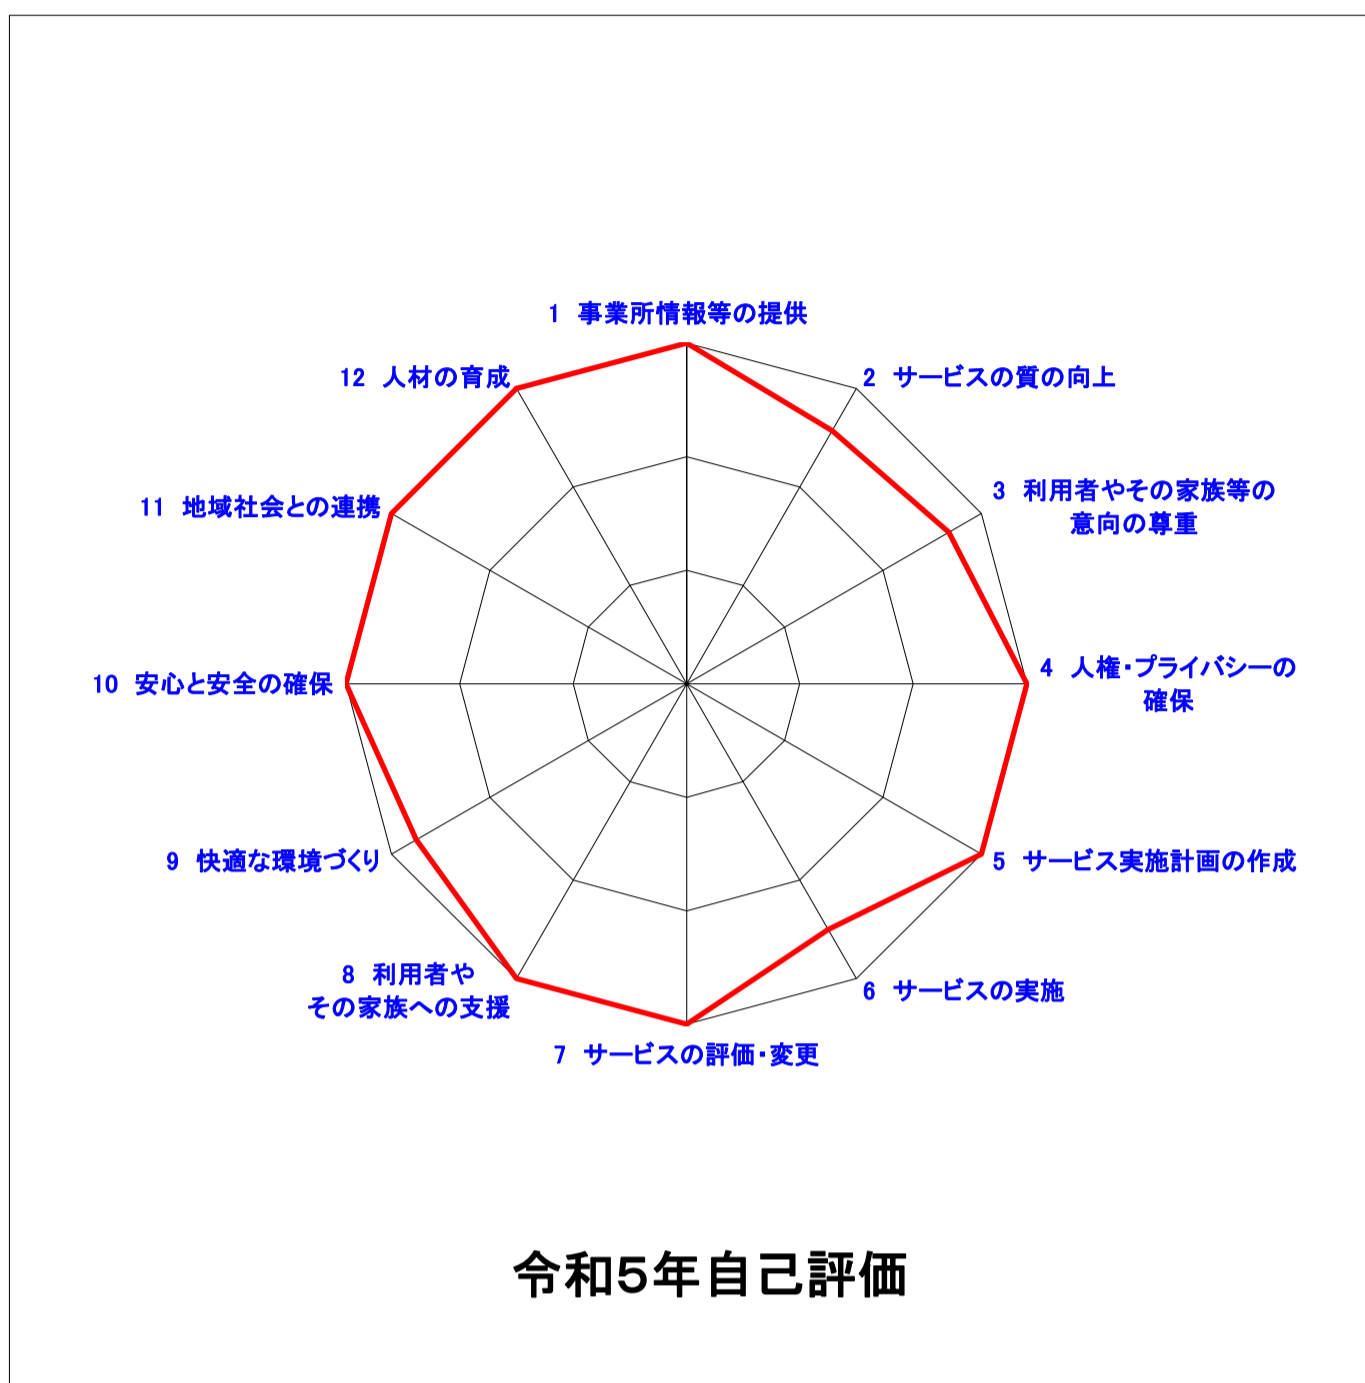 1 事業所情報等の提供
2 サービスの質の向上
3 利用者やその家族等の
意向の尊重
4 人権・プライバシーの
確保
5 サービス実施計画の作成
6 サービスの実施
7 サービスの評価・変更
8 利用者や
その家族への支援
9 快適な環境づくり
10 安心と安全の確保
11 地域社会との連携
12 人材の育成
令和5年自己評価